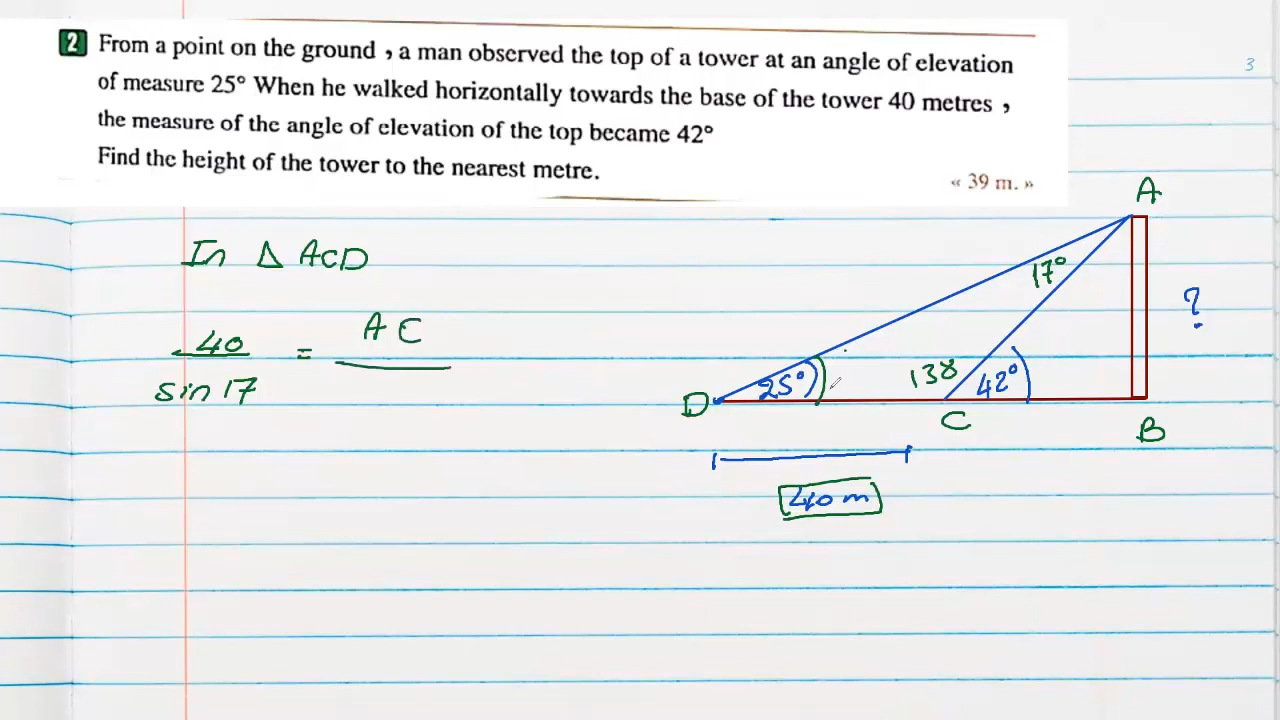 2 From a point on the ground , a man observed the top of a tower at an angle of elevation
of measure 25° When he walked horizontally towards the base of the tower 40 metres ,
the measure of the angle of elevation of the top became 42°
Find the height of the tower to the nearest metre.
« 39 m. »
3
In Δ ACD
40 / sin 17 = AC
A
17°
?
25°
138
42°
D
C
B
40 m